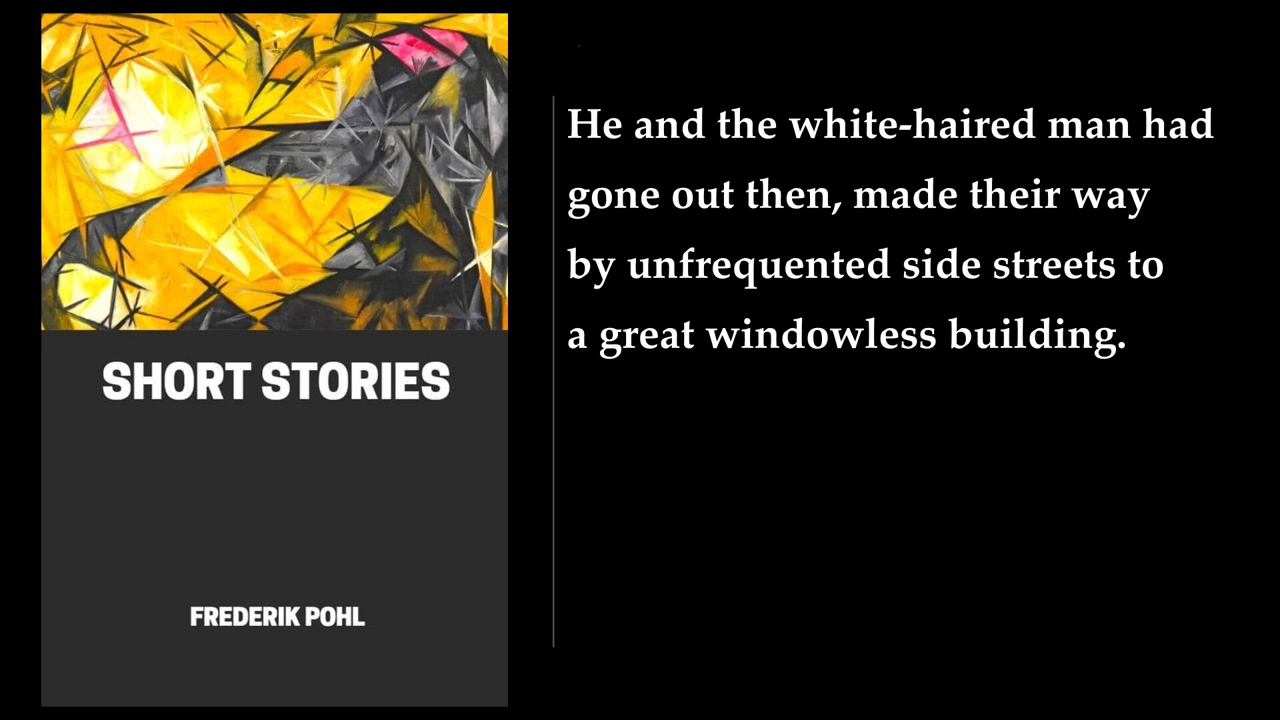 SHORT STORIES
FREDERIK POHL
He and the white-haired man had
gone out then, made their way
by unfrequented side streets to
a great windowless building.